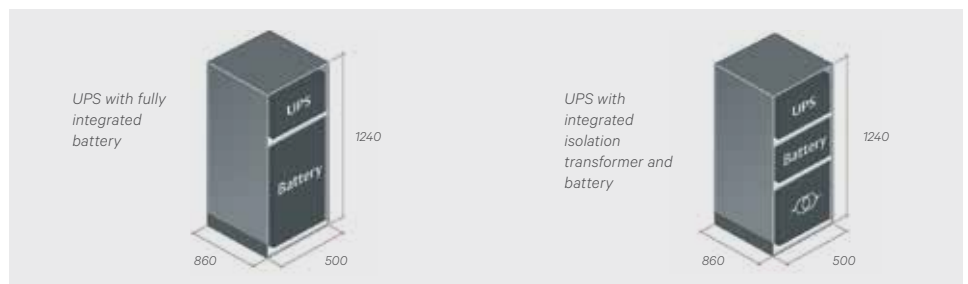 UPS with fully
integrated
battery
UPS
Battery
1240
860
500
UPS with
integrated
isolation
transformer and
battery
UPS
Battery
1240
860
500